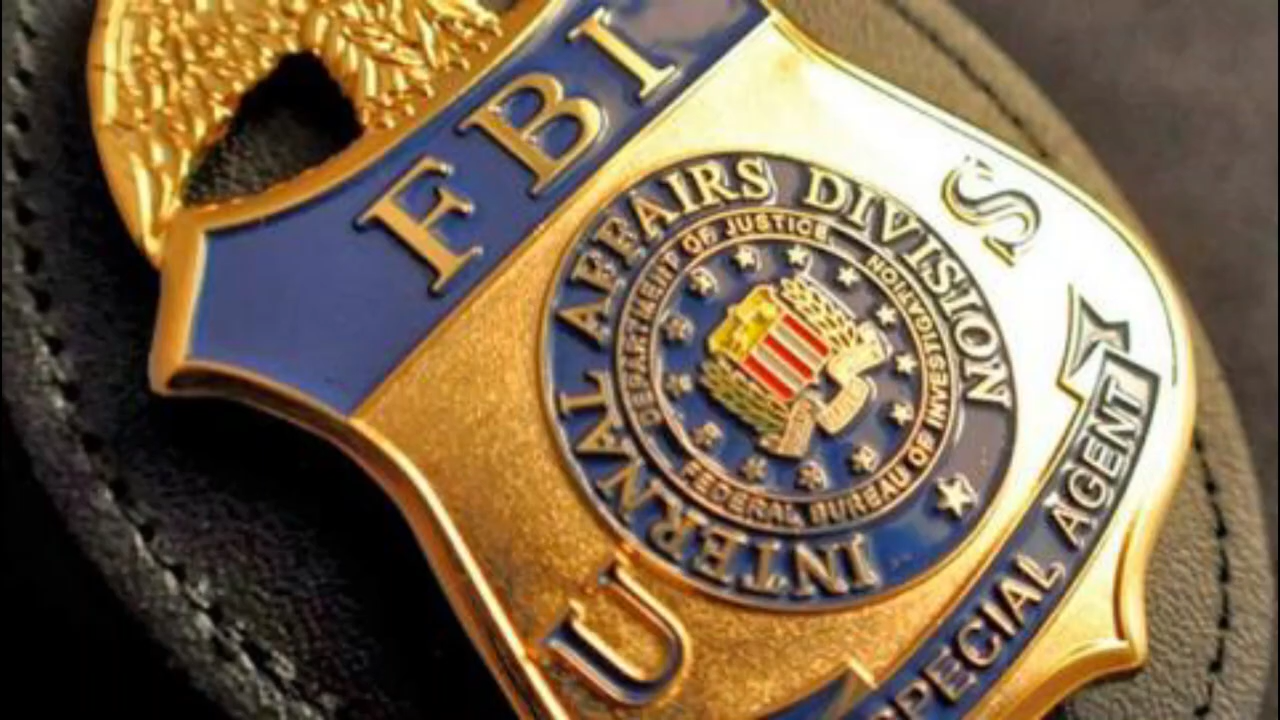 FBI
INTERNAL AFFAIRS DIVISION
DEPARTMENT OF JUSTICE
FEDERAL BUREAU OF INVESTIGATION
U S
SPECIAL AGENT